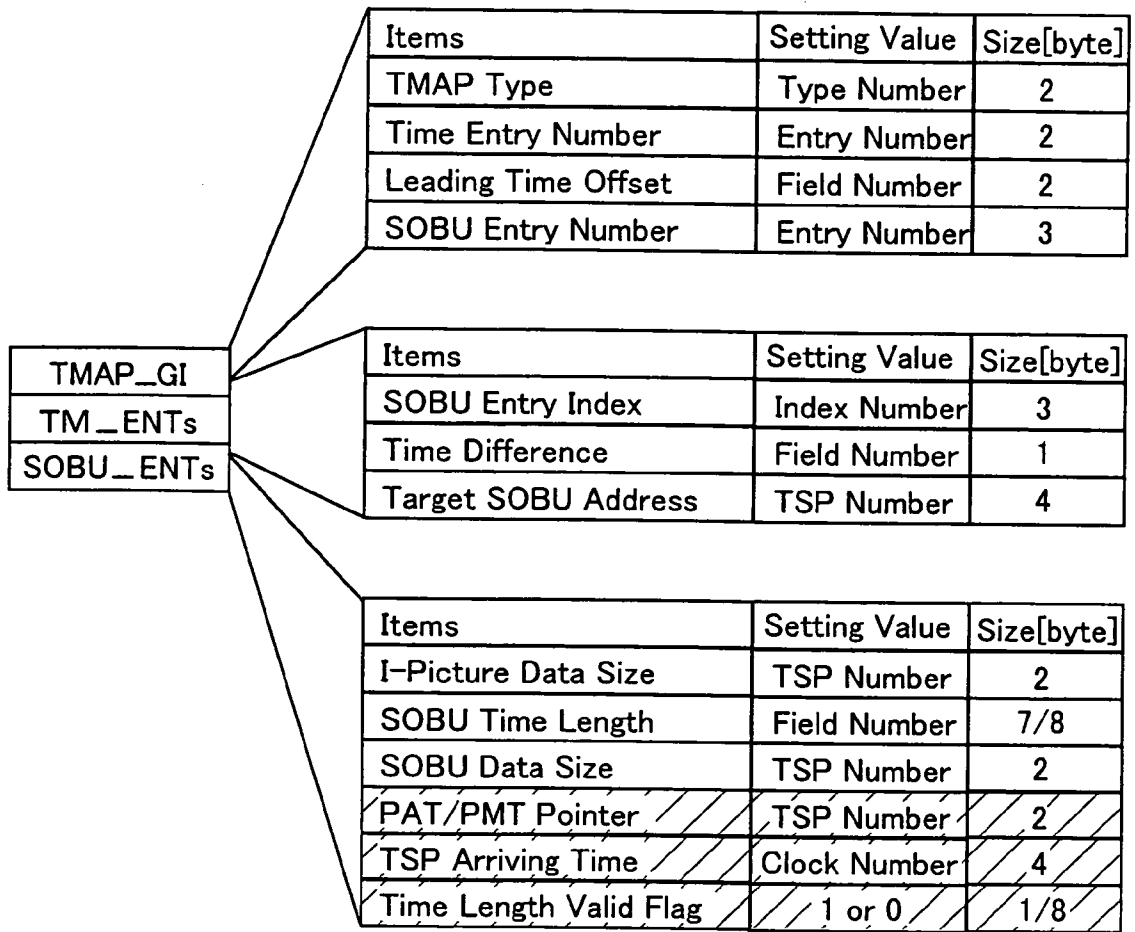 Items Setting Value Size[byte]
TMAP Type Type Number 2
Time Entry Number Entry Number 2
Leading Time Offset Field Number 2
SOBU Entry Number Entry Number 3
TMAP_GI
TM_ENTs
SOBU_ENTs
Items Setting Value Size[byte]
SOBU Entry Index Index Number 3
Time Difference Field Number 1
Target SOBU Address TSP Number 4
Items Setting Value Size[byte]
I-Picture Data Size TSP Number 2
SOBU Time Length Field Number 7/8
SOBU Data Size TSP Number 2
PAT/PMT Pointer TSP Number 2
TSP Arriving Time Clock Number 4
Time Length Valid Flag 1 or 0 1/8